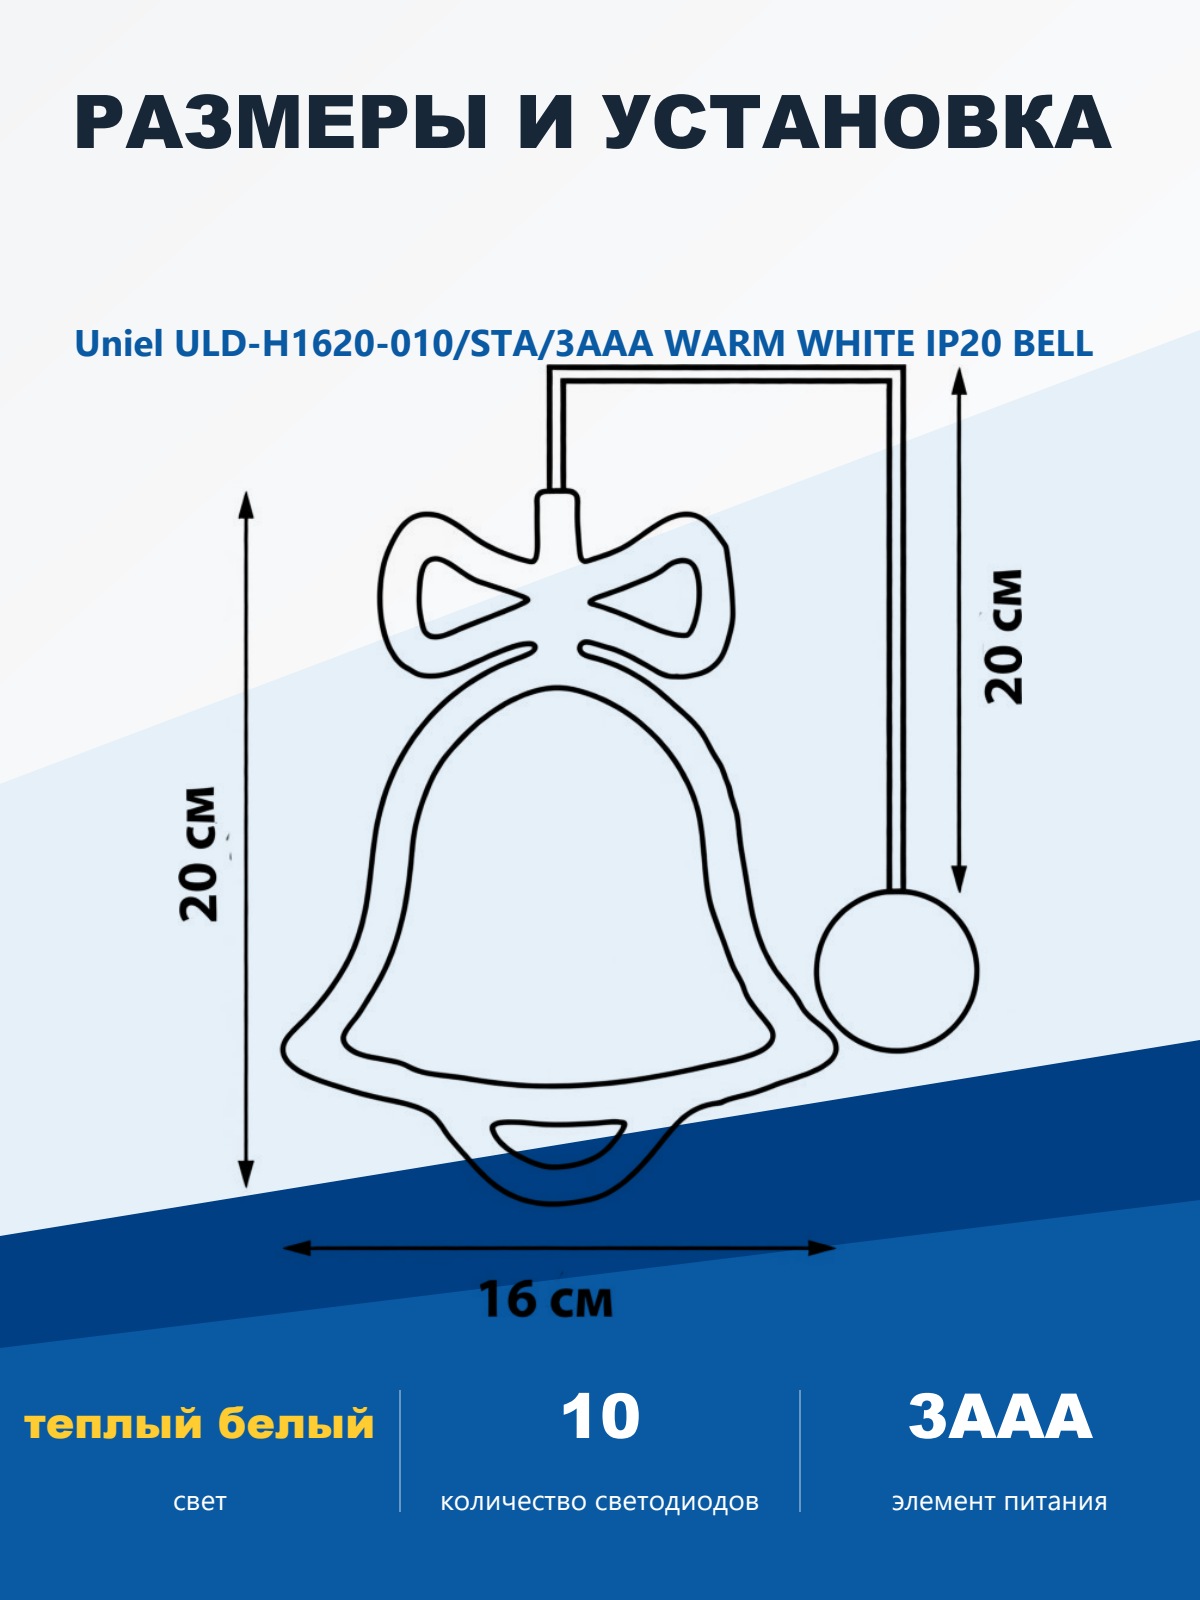 РАЗМЕРЫ И УСТАНОВКА
Uniel ULD-H1620-010/STA/3AAA WARM WHITE IP20 BELL
20 см
20 см
16 см
теплый белый
свет
10
количество светодиодов
3AAA
элемент питания